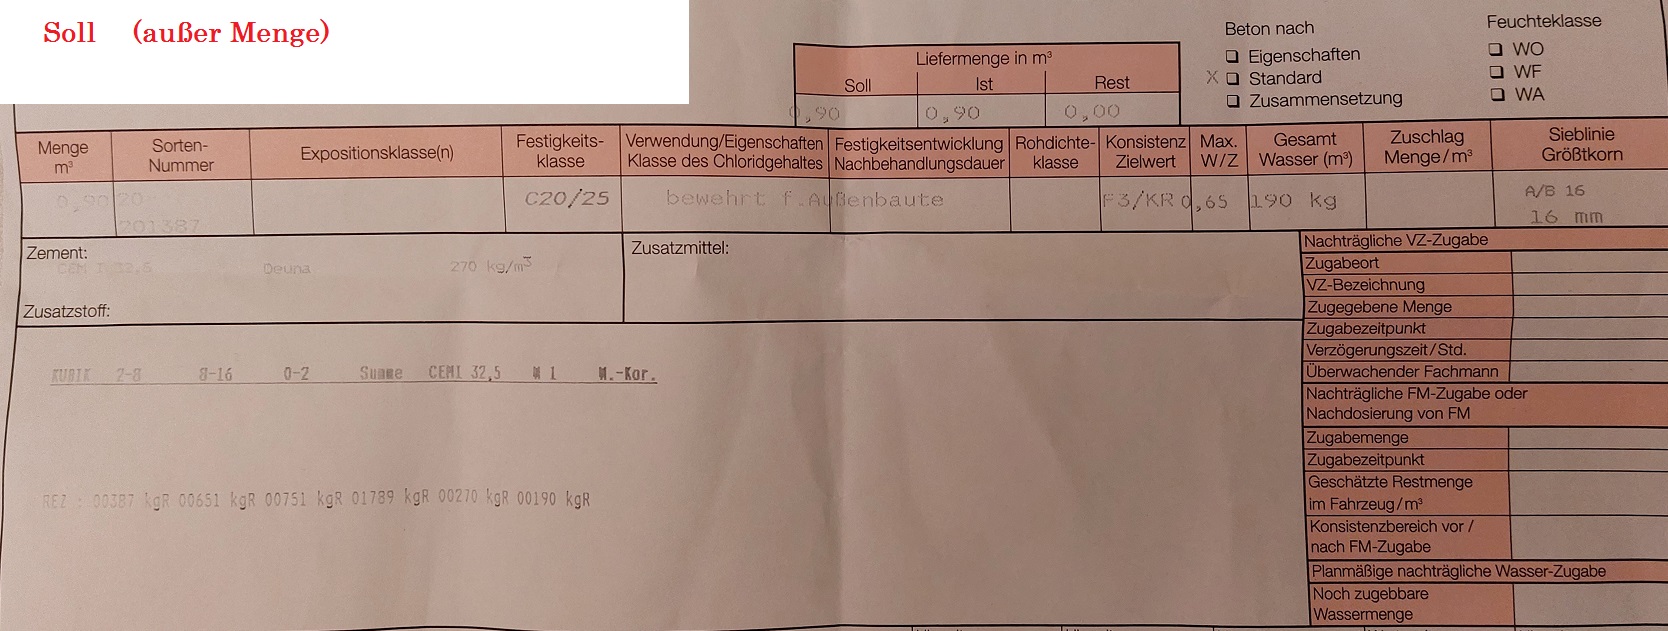 Soll (außer Menge)
Beton nach
Eigenschaften
X Standard
Zusammensetzung
Feuchteklasse
WO
WF
WA
Liefermenge in m³
Soll Ist Rest
0,90 0,90 0,00
Menge m³
Sorten-Nummer
Expositionsklasse(n)
Festigkeits-klasse
Verwendung/Eigenschaften
Klasse des Chloridgehaltes
Festigkeitsentwicklung
Nachbehandlungsdauer
Rohdichte-klasse
Konsistenz
Zielwert
Max.
W/Z
Gesamt
Wasser (m³)
Zuschlag
Menge/m³
Sieblinie
Größtkorn
0,90 20 C20/25 bewehrt f.Außenbaute F3/KR 0,65 190 kg A/B 16
201387 16 mm
Zement:
CEM I 32,5 Deuna 270 kg/m³
Zusatzstoff:
Zusatzmittel:
KUBIK 2-8 8-16 0-2 Summe CEMI 32,5 W 1 W.-Kor.
REZ : 00387 kgR 00651 kgR 00751 kgR 01789 kgR 00270 kgR 00190 kgR
Nachträgliche VZ-Zugabe
Zugabeort
VZ-Bezeichnung
Zugegebene Menge
Zugabezeitpunkt
Verzögerungszeit/Std.
Überwachender Fachmann
Nachträgliche FM-Zugabe oder
Nachdosierung von FM
Zugabemenge
Zugabezeitpunkt
Geschätzte Restmenge
im Fahrzeug/m³
Konsistenzbereich vor /
nach FM-Zugabe
Planmäßige nachträgliche Wasser-Zugabe
Noch zugebbare
Wassermenge